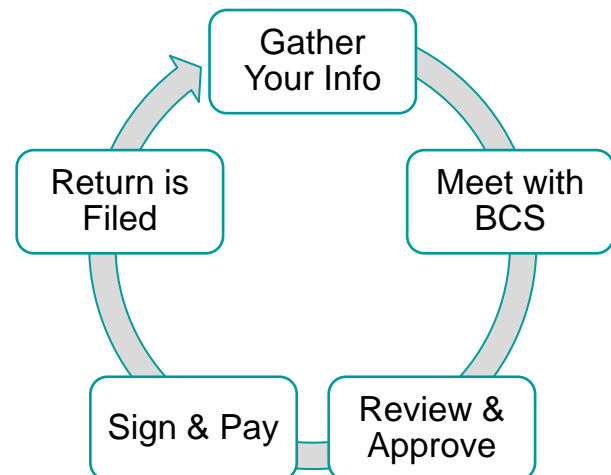 Gather
Your Info
Meet with
BCS
Review &
Approve
Sign & Pay
Return is
Filed